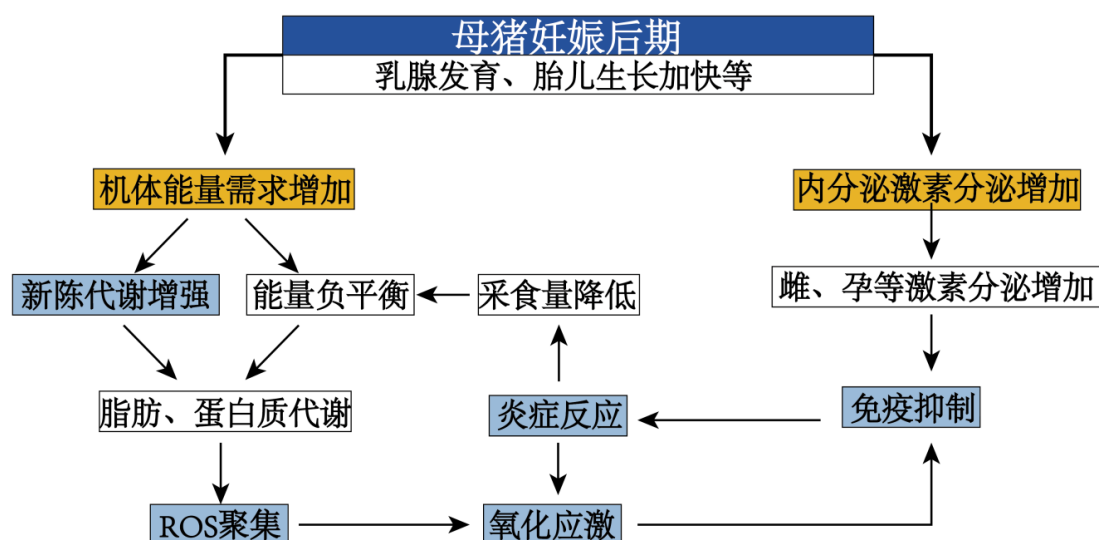 母猪妊娠后期
乳腺发育、胎儿生长加快等
机体能量需求增加
内分泌激素分泌增加
新陈代谢增强
能量负平衡
采食量降低
雌、孕等激素分泌增加
脂肪、蛋白质代谢
炎症反应
免疫抑制
ROS聚集
氧化应激